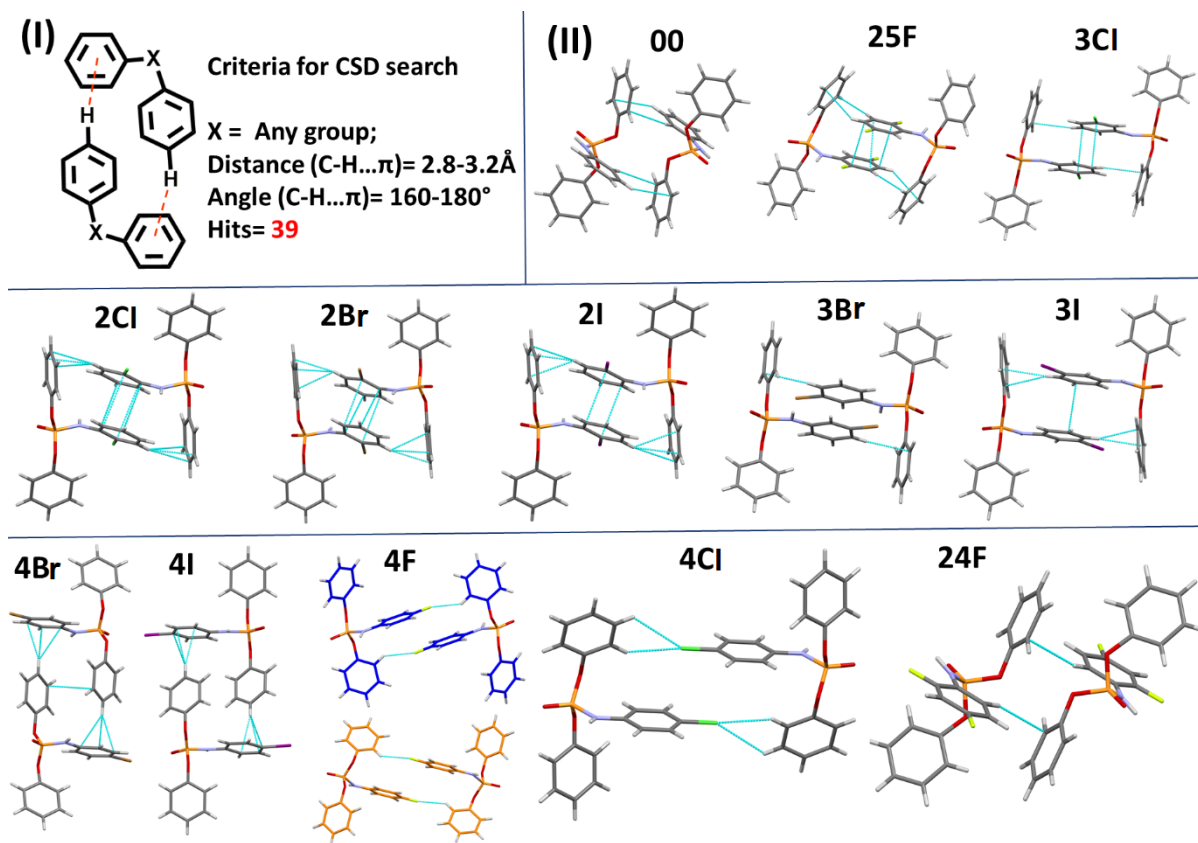 (I)
X
H
H
X
Criteria for CSD search
X = Any group;
Distance (C-H...π)= 2.8-3.2Å
Angle (C-H...π)= 160-180°
Hits= 39
(II)
00
25F
3Cl
2Cl
2Br
2I
3Br
3I
4Br
4I
4F
4Cl
24F